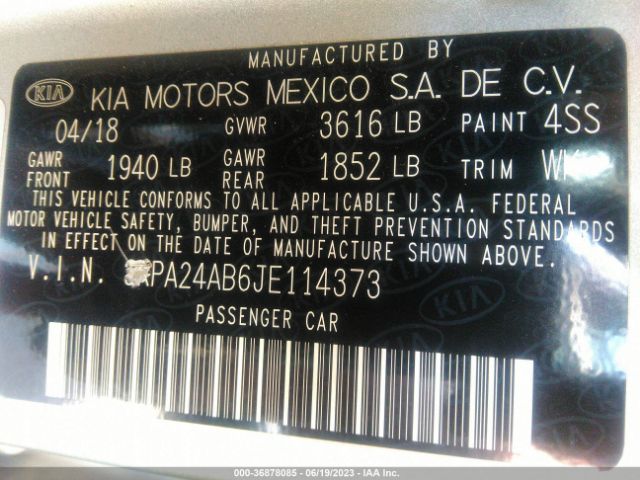 MANUFACTURED BY
KIA KIA MOTORS MEXICO S.A. DE C.V.
04/18 GVWR 3616 LB PAINT 4SS
GAWR FRONT 1940 LB GAWR REAR 1852 LB TRIM
THIS VEHICLE CONFORMS TO ALL APPLICABLE U.S.A. FEDERAL
MOTOR VEHICLE SAFETY, BUMPER, AND THEFT PREVENTION STANDARDS
IN EFFECT ON THE DATE OF MANUFACTURE SHOWN ABOVE.
V.I.N. 3KPA24AB6JE114373
PASSENGER CAR
000-36878085 - 06/19/2023 - IAA Inc.